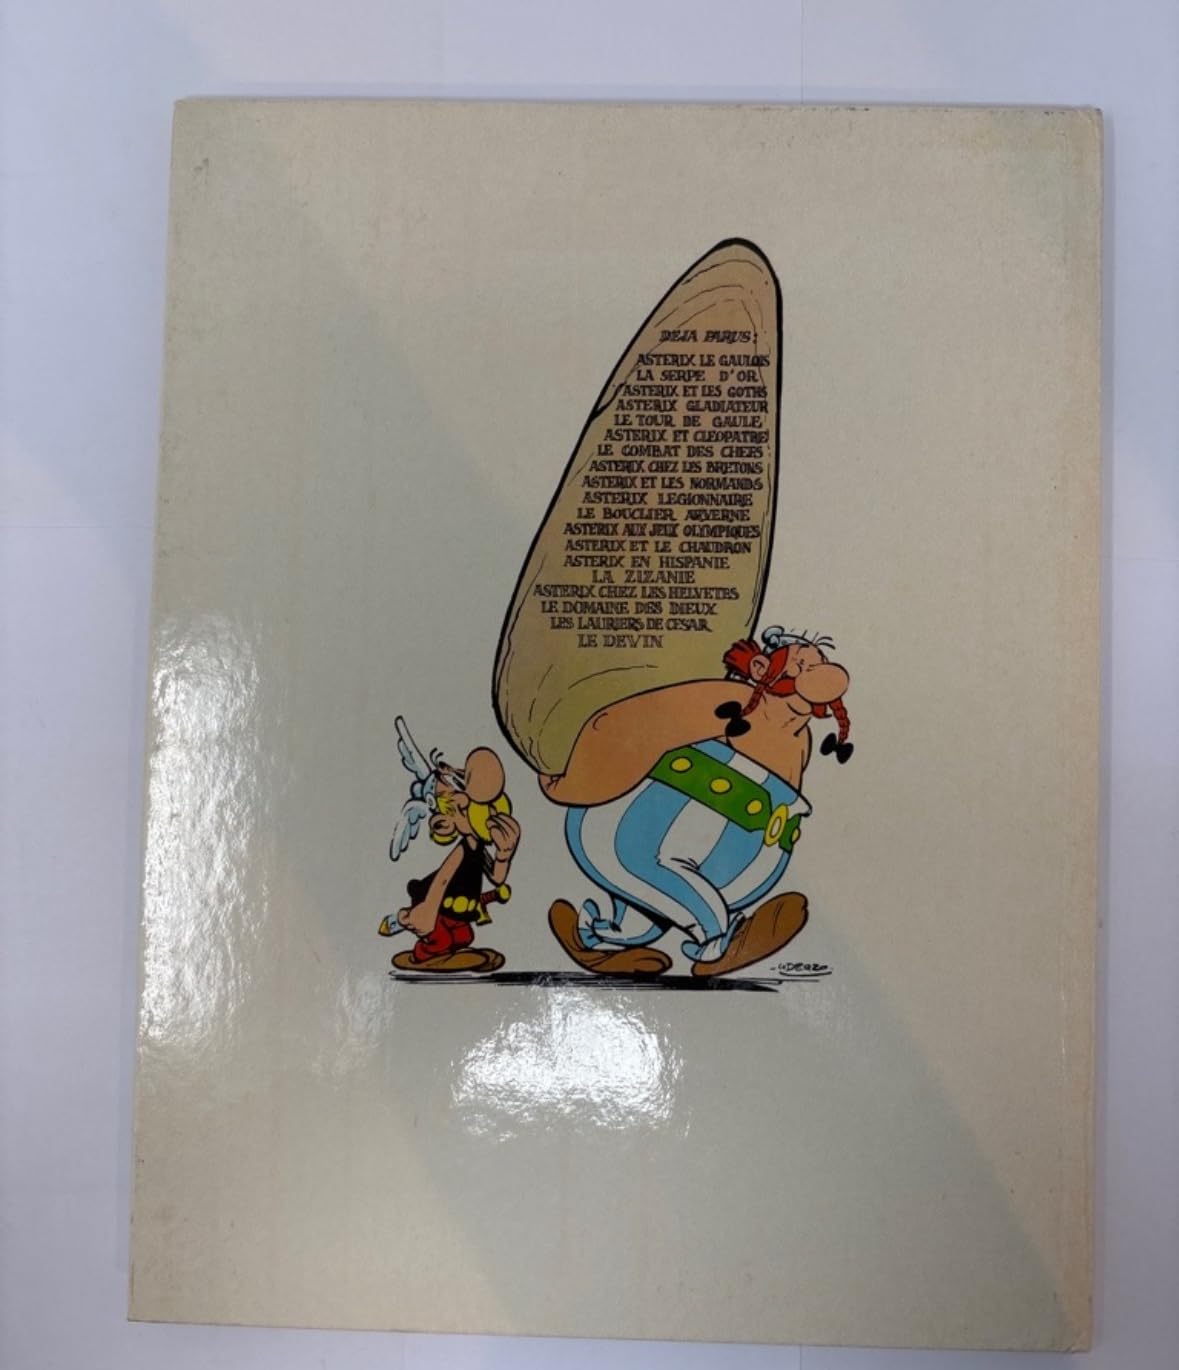 DEJA PARUS:
ASTERIX LE GAULOIS
LA SERPE D'OR
ASTERIX ET LES GOTHS
ASTERIX GLADIATEUR
LE TOUR DE GAULE
ASTERIX ET CLEOPATRE
LE COMBAT DES CHEFS
ASTERIX CHEZ LES BRETONS
ASTERIX ET LES NORMANDS
ASTERIX LEGIONNAIRE
LE BOUCLIER ARVERNE
ASTERIX AUX JEUX OLYMPIQUES
ASTERIX ET LE CHAUDRON
ASTERIX EN HISPANIE
LA ZIZANIE
ASTERIX CHEZ LES HELVETES
LE DOMAINE DES DIEUX
LES LAURIERS DE CESAR
LE DEVIN
UDERZO